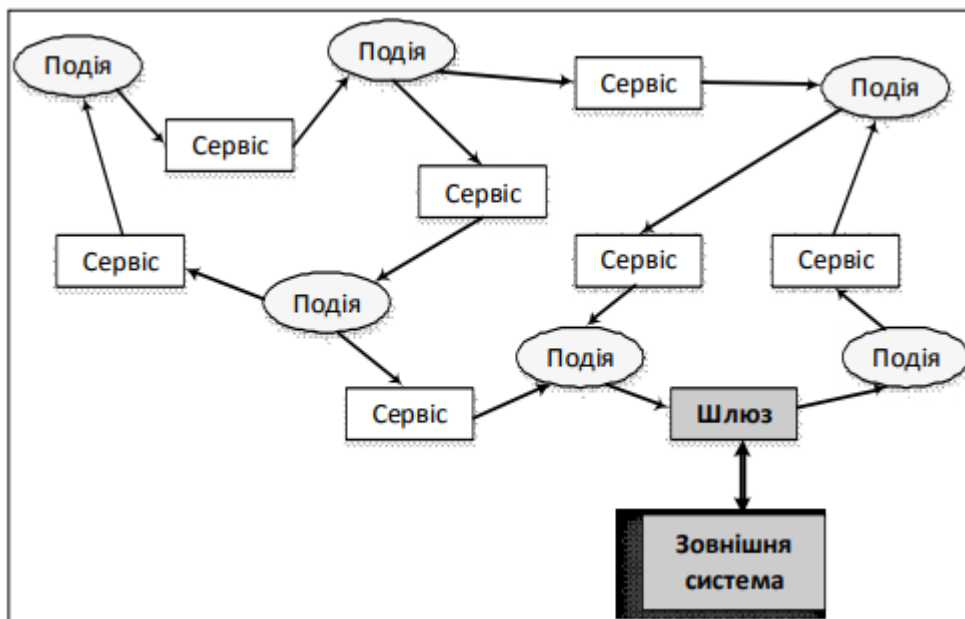 Подія
Подія
Сервіс
Подія
Сервіс
Сервіс
Сервіс
Сервіс
Сервіс
Подія
Подія
Подія
Сервіс
Шлюз
Зовнішня
система